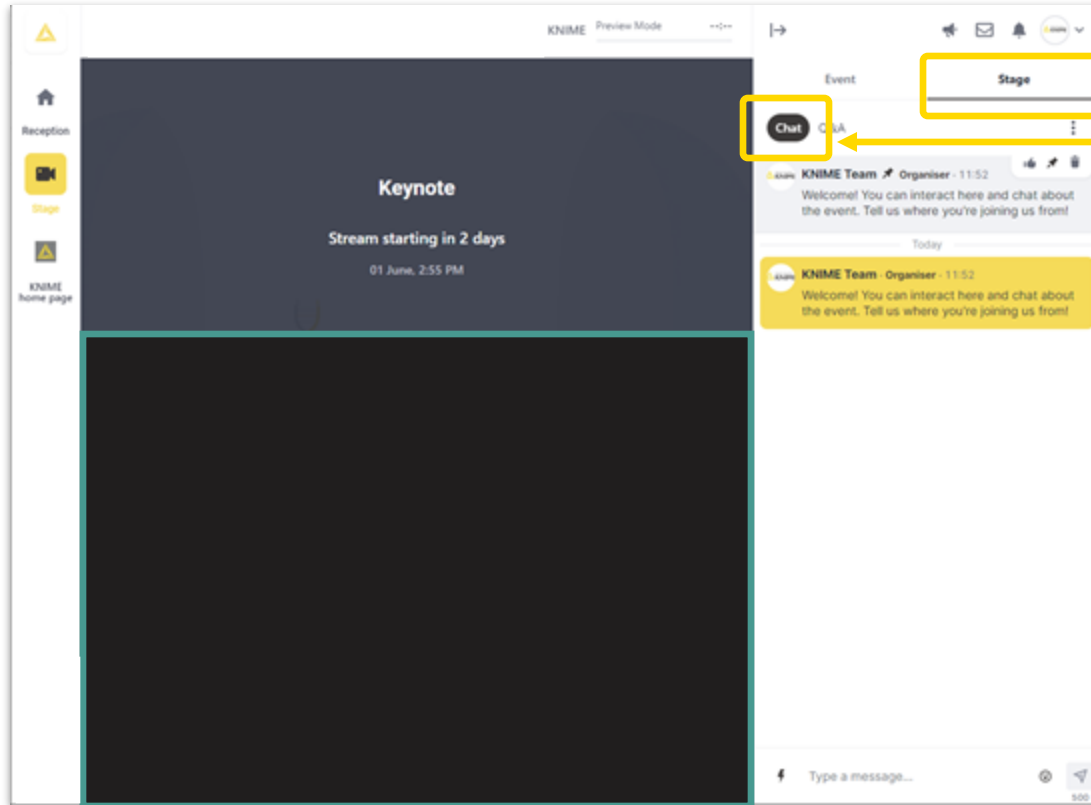 KNIME Preview Mode --:--
Reception
Stage
KNIME
home page
Keynote
Stream starting in 2 days
01 June, 2:55 PM
Event Stage
Chat Q&A
KNIME Team Organiser · 11:52
Welcome! You can interact here and chat about
the event. Tell us where you're joining us from!
Today
KNIME Team · Organiser · 11:52
Welcome! You can interact here and chat about
the event. Tell us where you're joining us from!
Type a message...
500